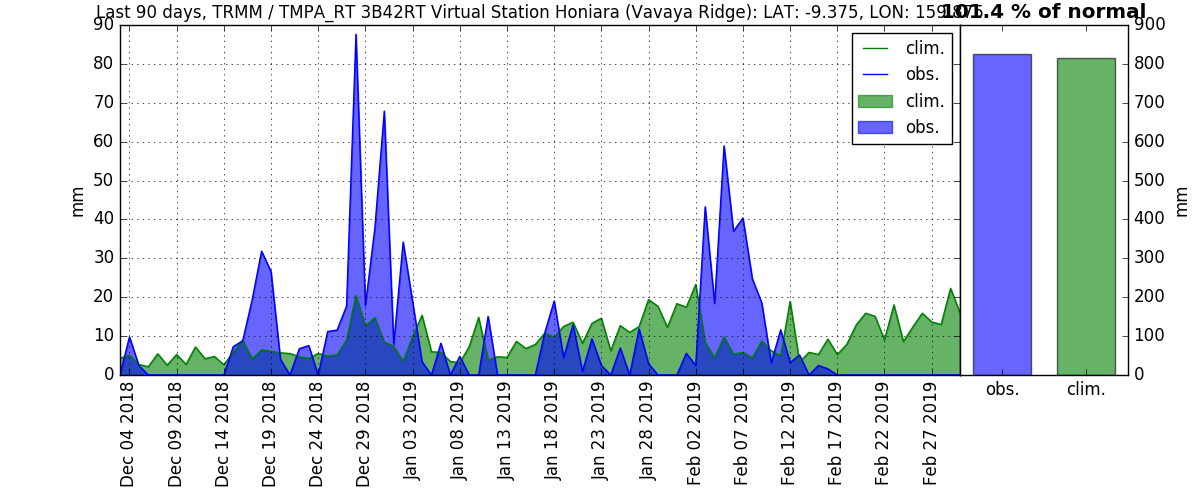 Last 90 days, TRMM / TMPA_RT 3B42RT Virtual Station Honiara (Vavaya Ridge): LAT: -9.375, LON: 159.875
101.4 % of normal
90
80
70
60
50
40
30
20
10
0
mm
clim.
obs.
clim.
obs.
900
800
700
600
500
400
300
200
100
0
mm
Dec 04 2018
Dec 09 2018
Dec 14 2018
Dec 19 2018
Dec 24 2018
Dec 29 2018
Jan 03 2019
Jan 08 2019
Jan 13 2019
Jan 18 2019
Jan 23 2019
Jan 28 2019
Feb 02 2019
Feb 07 2019
Feb 12 2019
Feb 17 2019
Feb 22 2019
Feb 27 2019
obs.
clim.